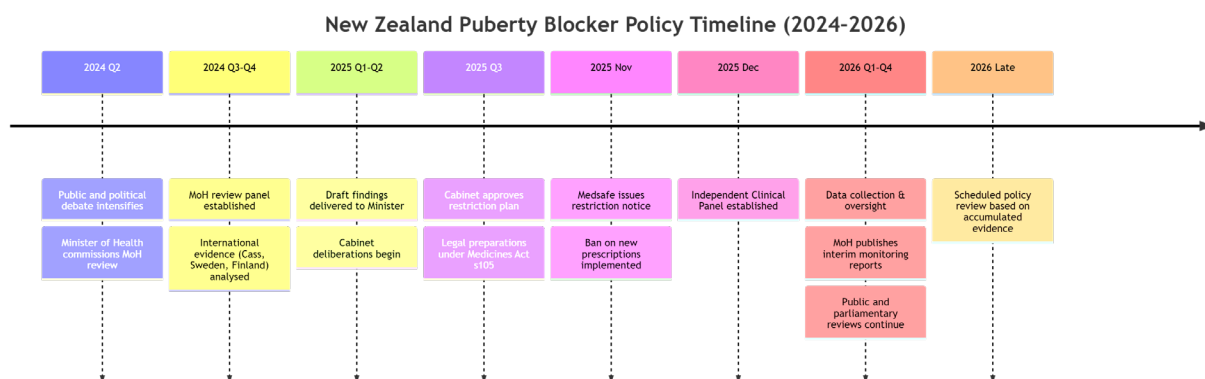 New Zealand Puberty Blocker Policy Timeline (2024–2026)
2024 Q2
2024 Q3-Q4
2025 Q1-Q2
2025 Q3
2025 Nov
2025 Dec
2026 Q1-Q4
2026 Late
Public and political
debate intensifies
Minister of Health
commissions MoH
review
MoH review panel
established
International
evidence (Cass,
Sweden, Finland)
analysed
Draft findings
delivered to Minister
Cabinet
deliberations begin
Cabinet approves
restriction plan
Legal preparations
under Medicines Act
s105
Medsafe issues
restriction notice
Ban on new
prescriptions
implemented
Independent Clinical
Panel established
Data collection &
oversight
MoH publishes
interim monitoring
reports
Public and
parliamentary
reviews continue
Scheduled policy
review based on
accumulated
evidence